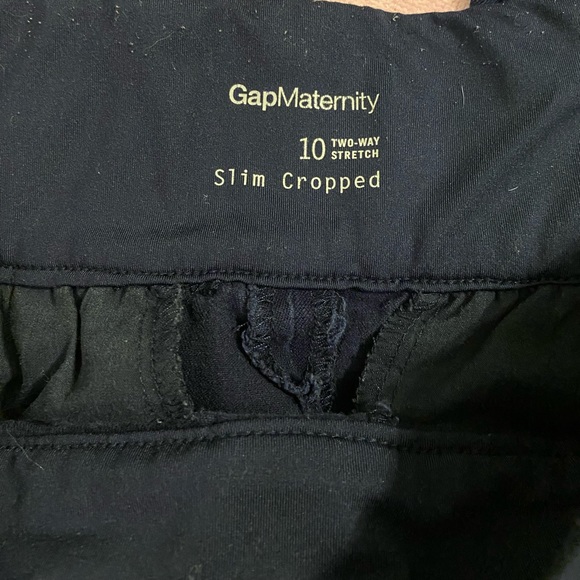 GapMaternity
10 TWO-WAY STRETCH
Slim Cropped